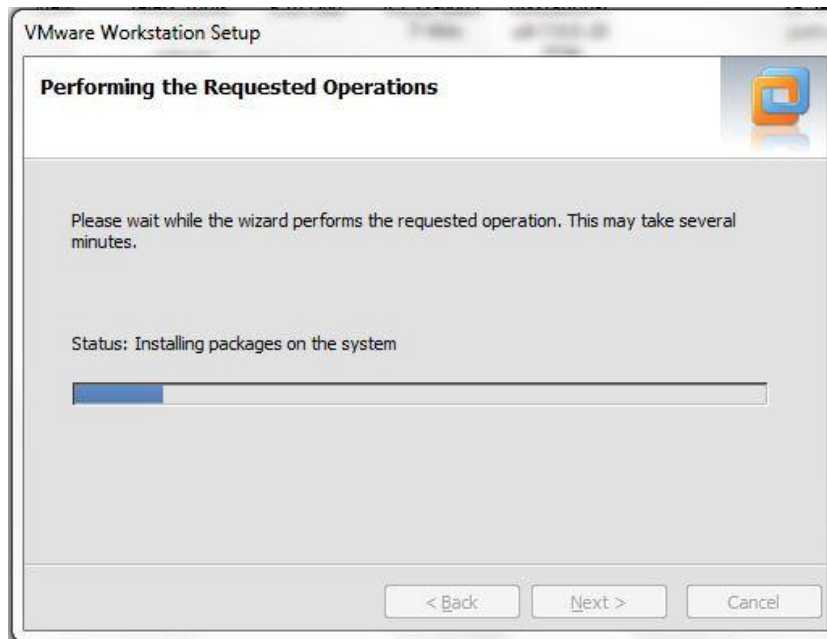 VMware Workstation Setup
Performing the Requested Operations
Please wait while the wizard performs the requested operation. This may take several
minutes.
Status: Installing packages on the system
< Back
Next >
Cancel